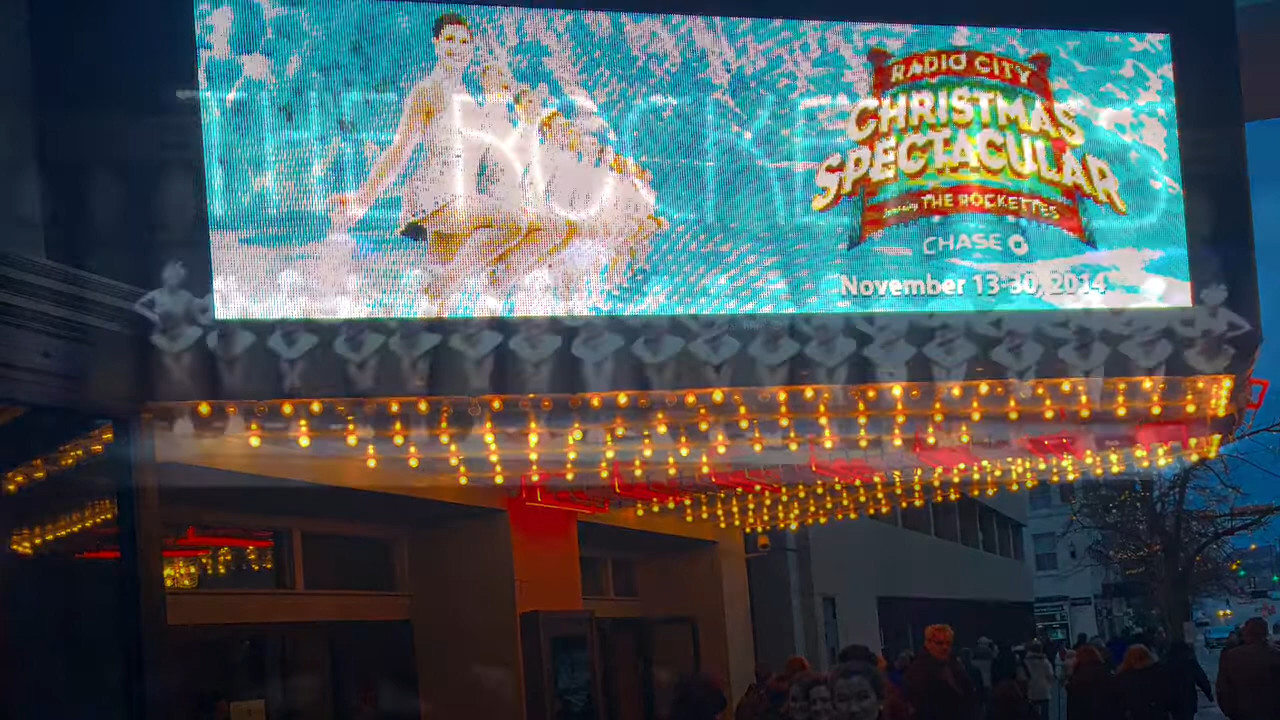 RADIO CITY
CHRISTMAS
SPECTACULAR
THE ROCKETTES
CHASE
November 13-30, 2014